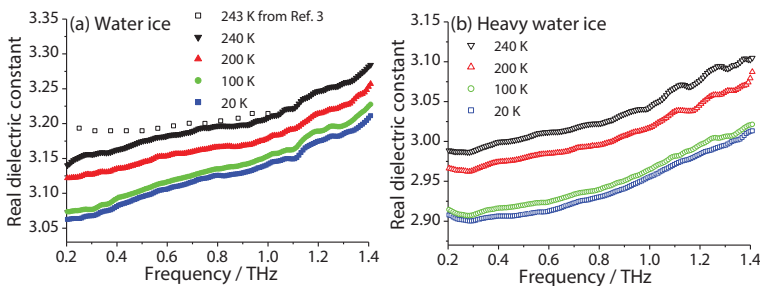 (a) Water ice
243 K from Ref. 3
240 K
200 K
100 K
20 K
Real dielectric constant
3.35
3.30
3.25
3.20
3.15
3.10
3.05
0.2 0.4 0.6 0.8 1.0 1.2 1.4
Frequency / THz
(b) Heavy water ice
240 K
200 K
100 K
20 K
Real dielectric constant
3.15
3.10
3.05
3.00
2.95
2.90
0.2 0.4 0.6 0.8 1.0 1.2 1.4
Frequency / THz